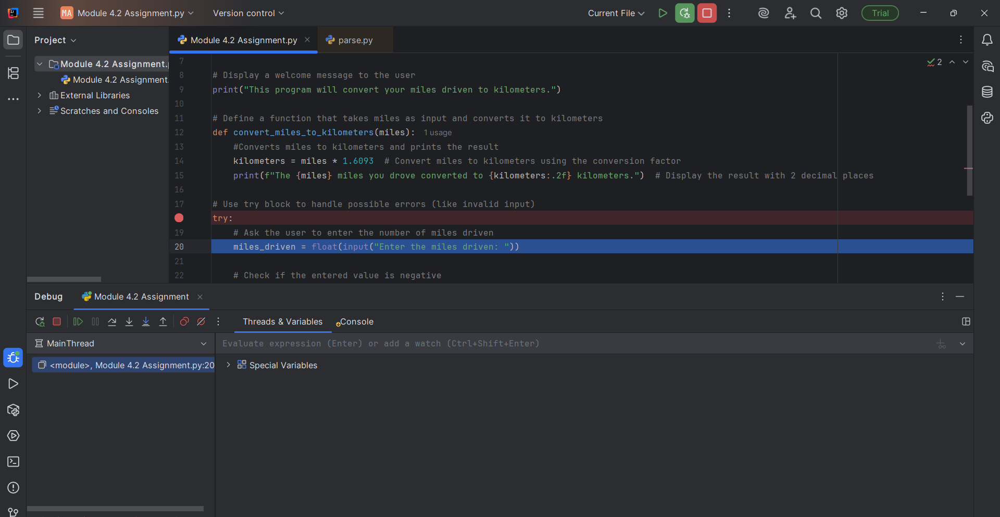 MA Module 4.2 Assignment.py Version control Current File Trial
Project
Module 4.2 Assignment.py parse.py
Module 4.2 Assignment.p
Module 4.2 Assignment.
External Libraries
Scratches and Consoles
2
7
8 # Display a welcome message to the user
9 print("This program will convert your miles driven to kilometers.")
10
11 # Define a function that takes miles as input and converts it to kilometers
12 def convert_miles_to_kilometers(miles): 1 usage
13 #Converts miles to kilometers and prints the result
14 kilometers = miles * 1.6093 # Convert miles to kilometers using the conversion factor
15 print(f"The {miles} miles you drove converted to {kilometers:.2f} kilometers.") # Display the result with 2 decimal places
16
17 # Use try block to handle possible errors (like invalid input)
try:
19 # Ask the user to enter the number of miles driven
20 miles_driven = float(input("Enter the miles driven: "))
21
22 # Check if the entered value is negative
Debug Module 4.2 Assignment
Threads & Variables Console
MainThread
Evaluate expression (Enter) or add a watch (Ctrl+Shift+Enter)
<module>, Module 4.2 Assignment.py:20
Special Variables